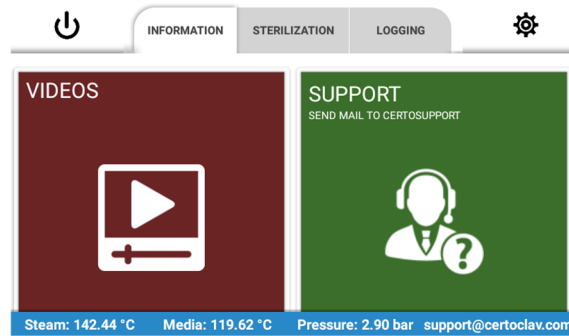 INFORMATION STERILIZATION LOGGING
VIDEOS
SUPPORT
SEND MAIL TO CERTOSUPPORT
?
Steam: 142.44 °C Media: 119.62 °C Pressure: 2.90 bar support@certoclav.com